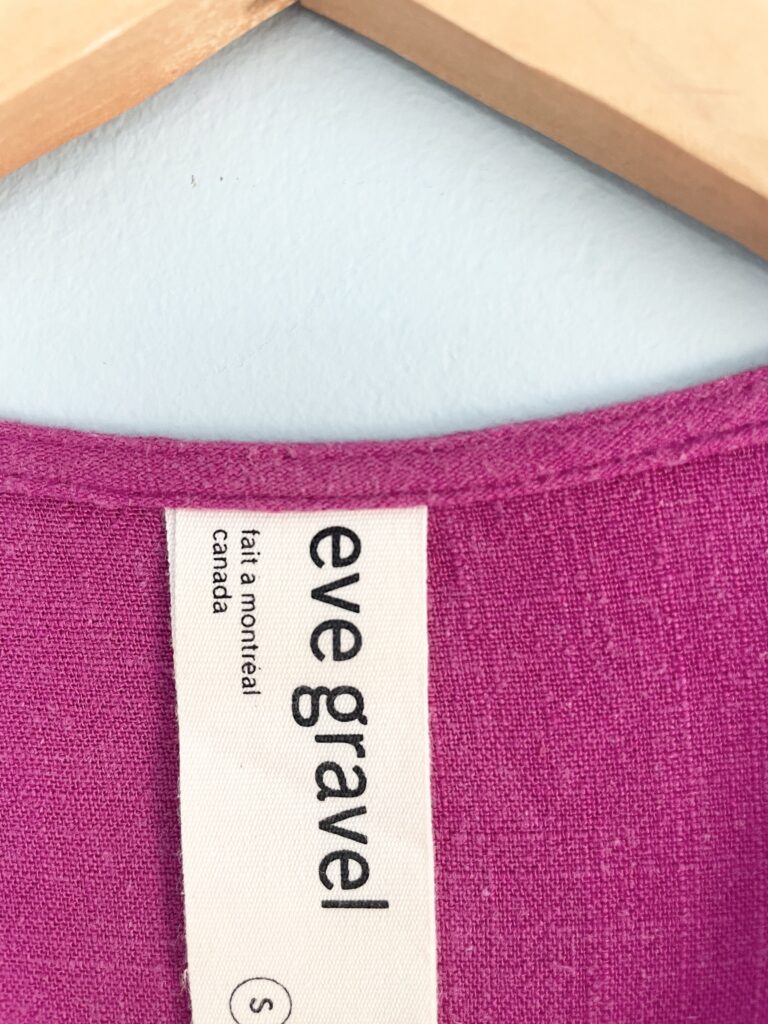 eve gravel
fait a montréal
canada
S